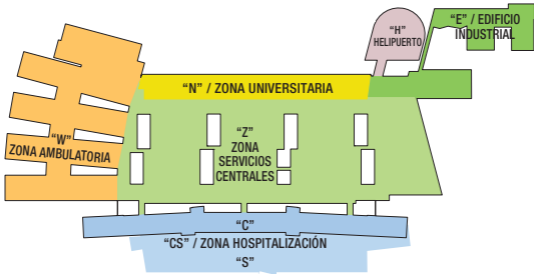 "E" / EDIFICIO
INDUSTRIAL
"H"
HELIPUERTO
"N" / ZONA UNIVERSITARIA
"W"
ZONA AMBULATORIA
"Z"
ZONA
SERVICIOS
CENTRALES
"C"
"CS" / ZONA HOSPITALIZACIÓN
"S"